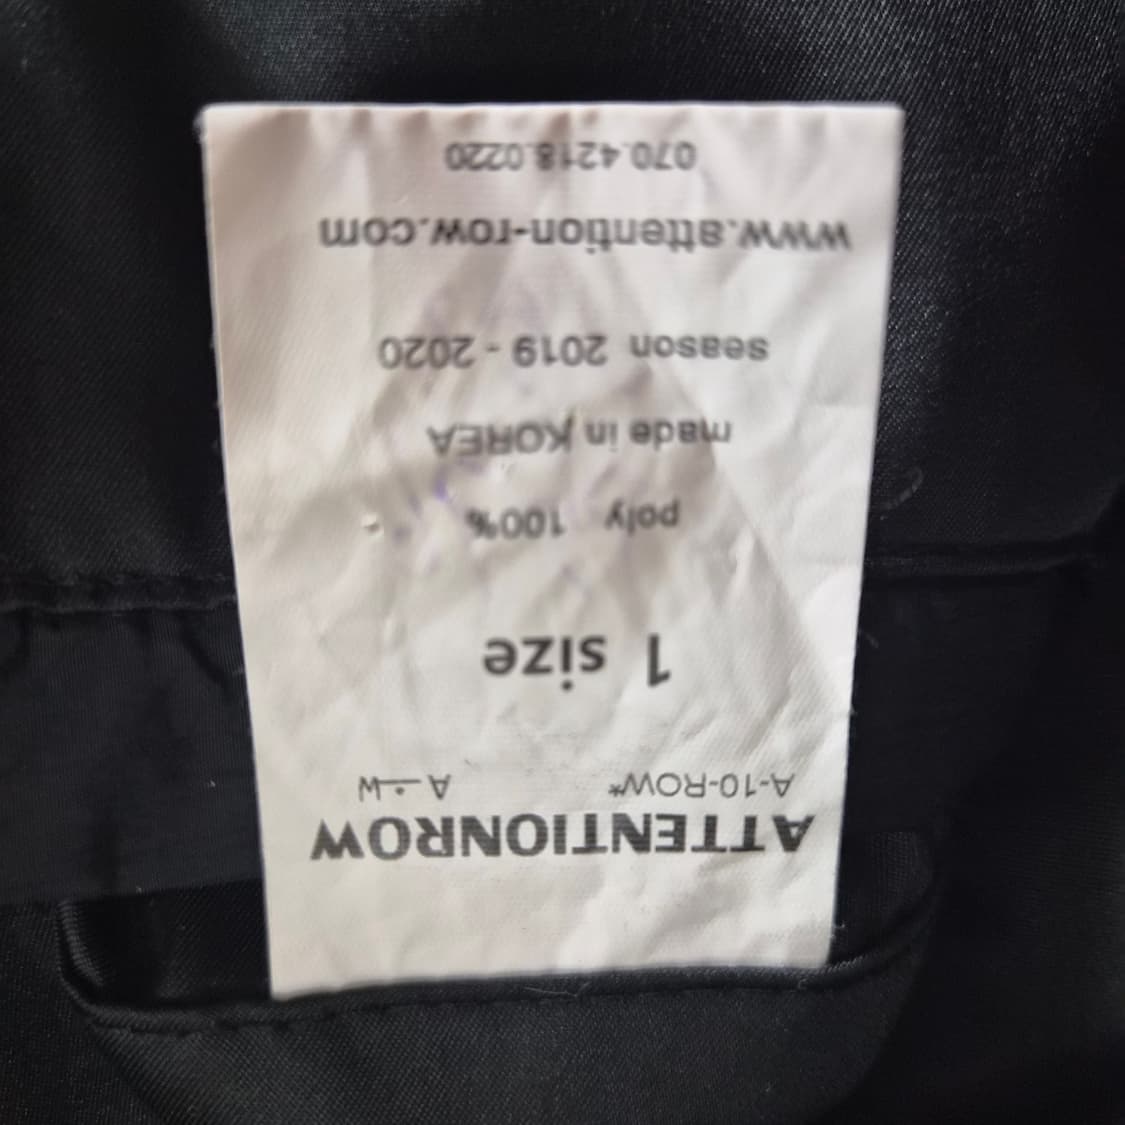 ATTENTIONROW
A-10-ROW* A÷W
1 size
poly 100%
made in KOREA
season 2019 - 2020
www.attention-row.com
070.4218.0220